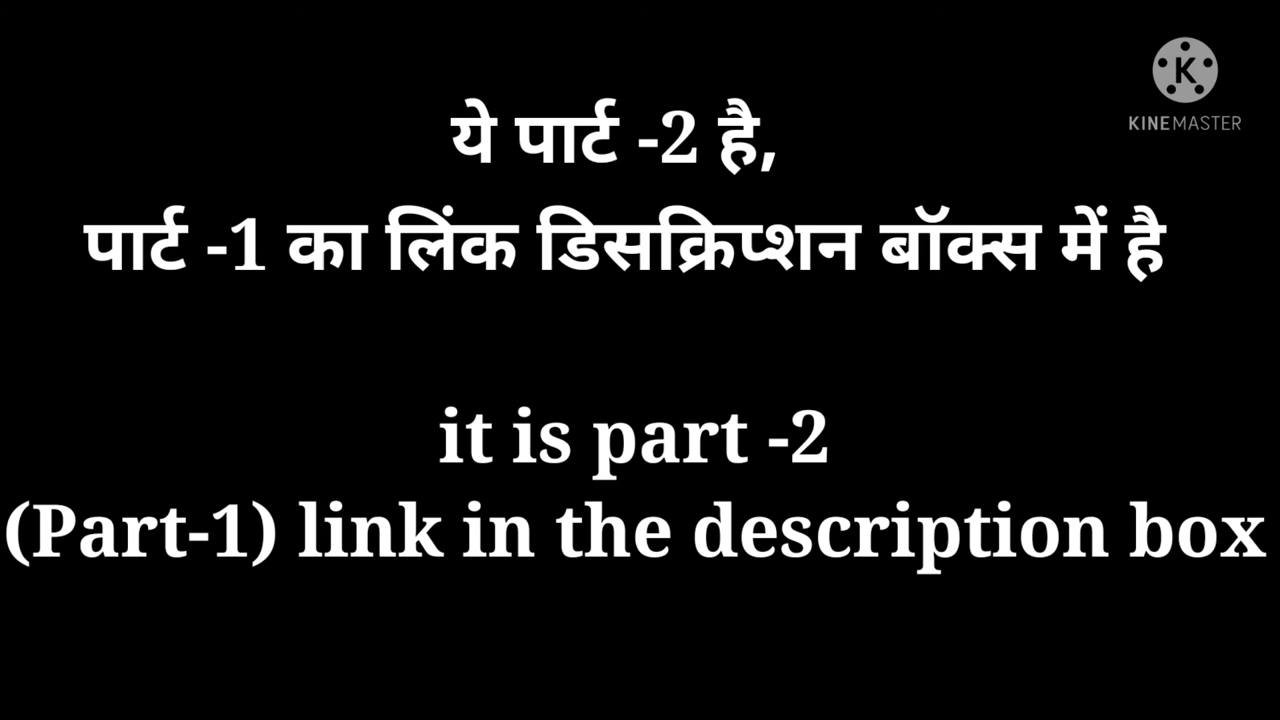 K
KINEMASTER
ये पार्ट -2 है,
पार्ट -1 का लिंक डिसक्रिप्शन बॉक्स में है
it is part -2
(Part-1) link in the description box